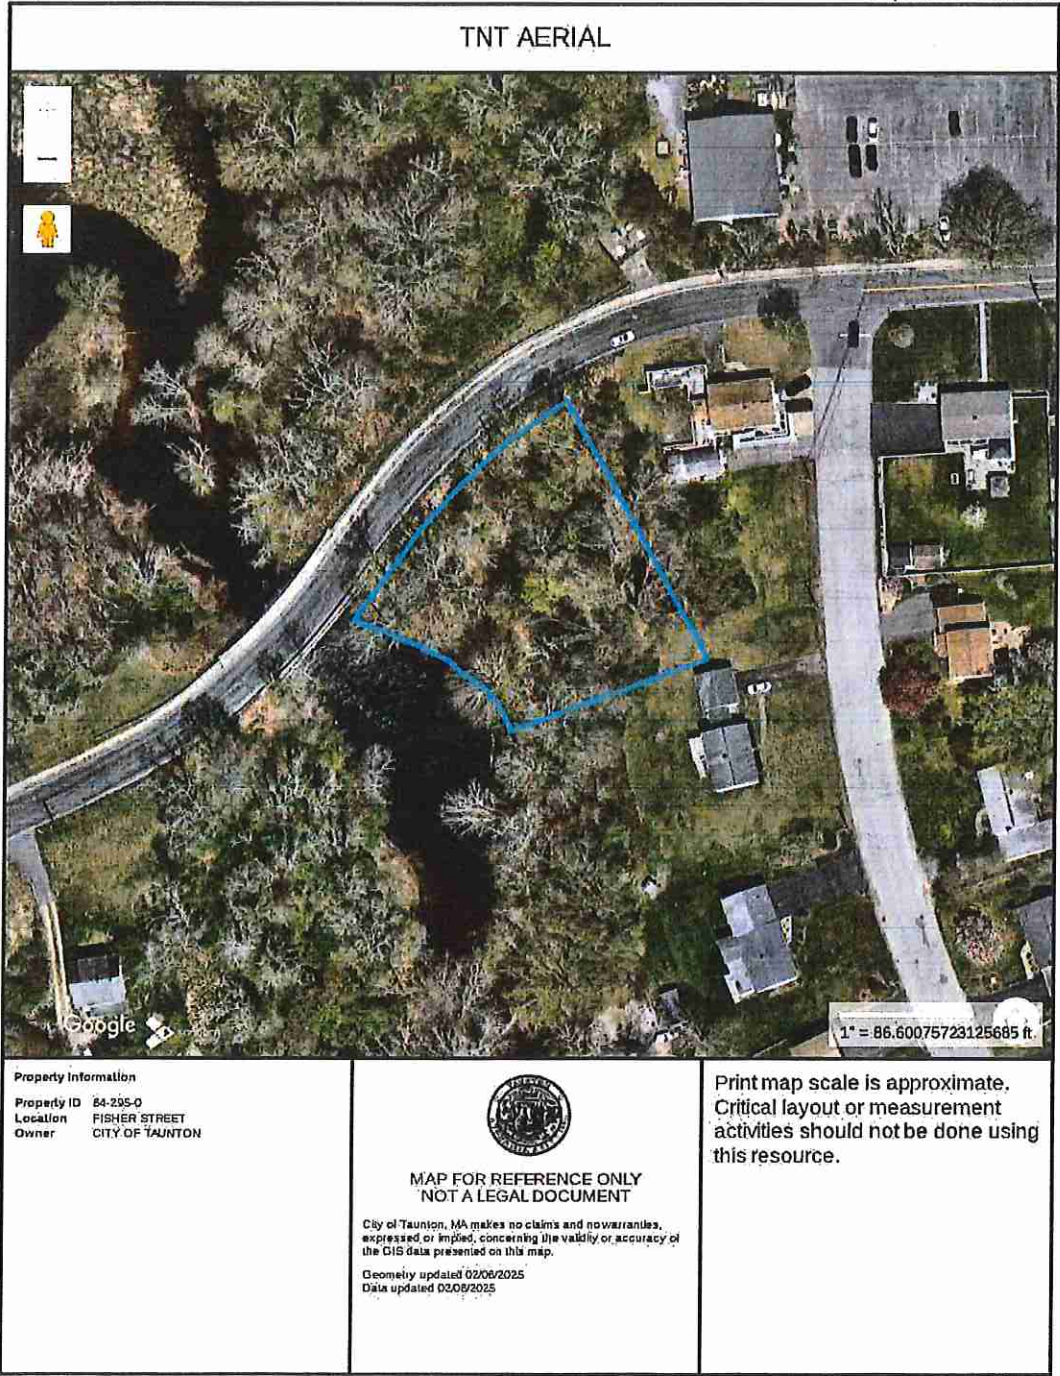 TNT AERIAL
Google
1" = 86.60075723125685 ft.
Property Information
Property ID 64-295-0
Location FISHER STREET
Owner CITY OF TAUNTON
MAP FOR REFERENCE ONLY
NOT A LEGAL DOCUMENT
City of Taunton, MA makes no claims and no warranties,
expressed or implied, concerning the validity or accuracy of
the GIS data presented on this map.
Geometry updated 02/06/2025
Data updated 02/06/2025
Print map scale is approximate.
Critical layout or measurement
activities should not be done using
this resource.